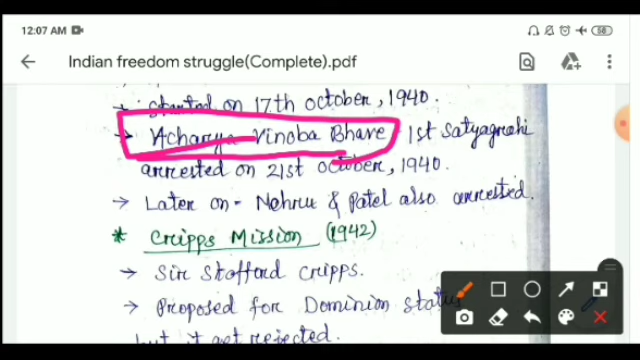 12:07 AM
58
Indian freedom struggle(Complete).pdf
→ started on 17th october, 1940.
→ Acharya Vinoba Bhave 1st Satyagrahi
arrested on 21st october, 1940.
→ Later on - Nehru & Patel also arrested.
* Cripps Mission (1942)
→ Sir Stafford cripps.
→ Proposed for Dominion status
but it get rejected.